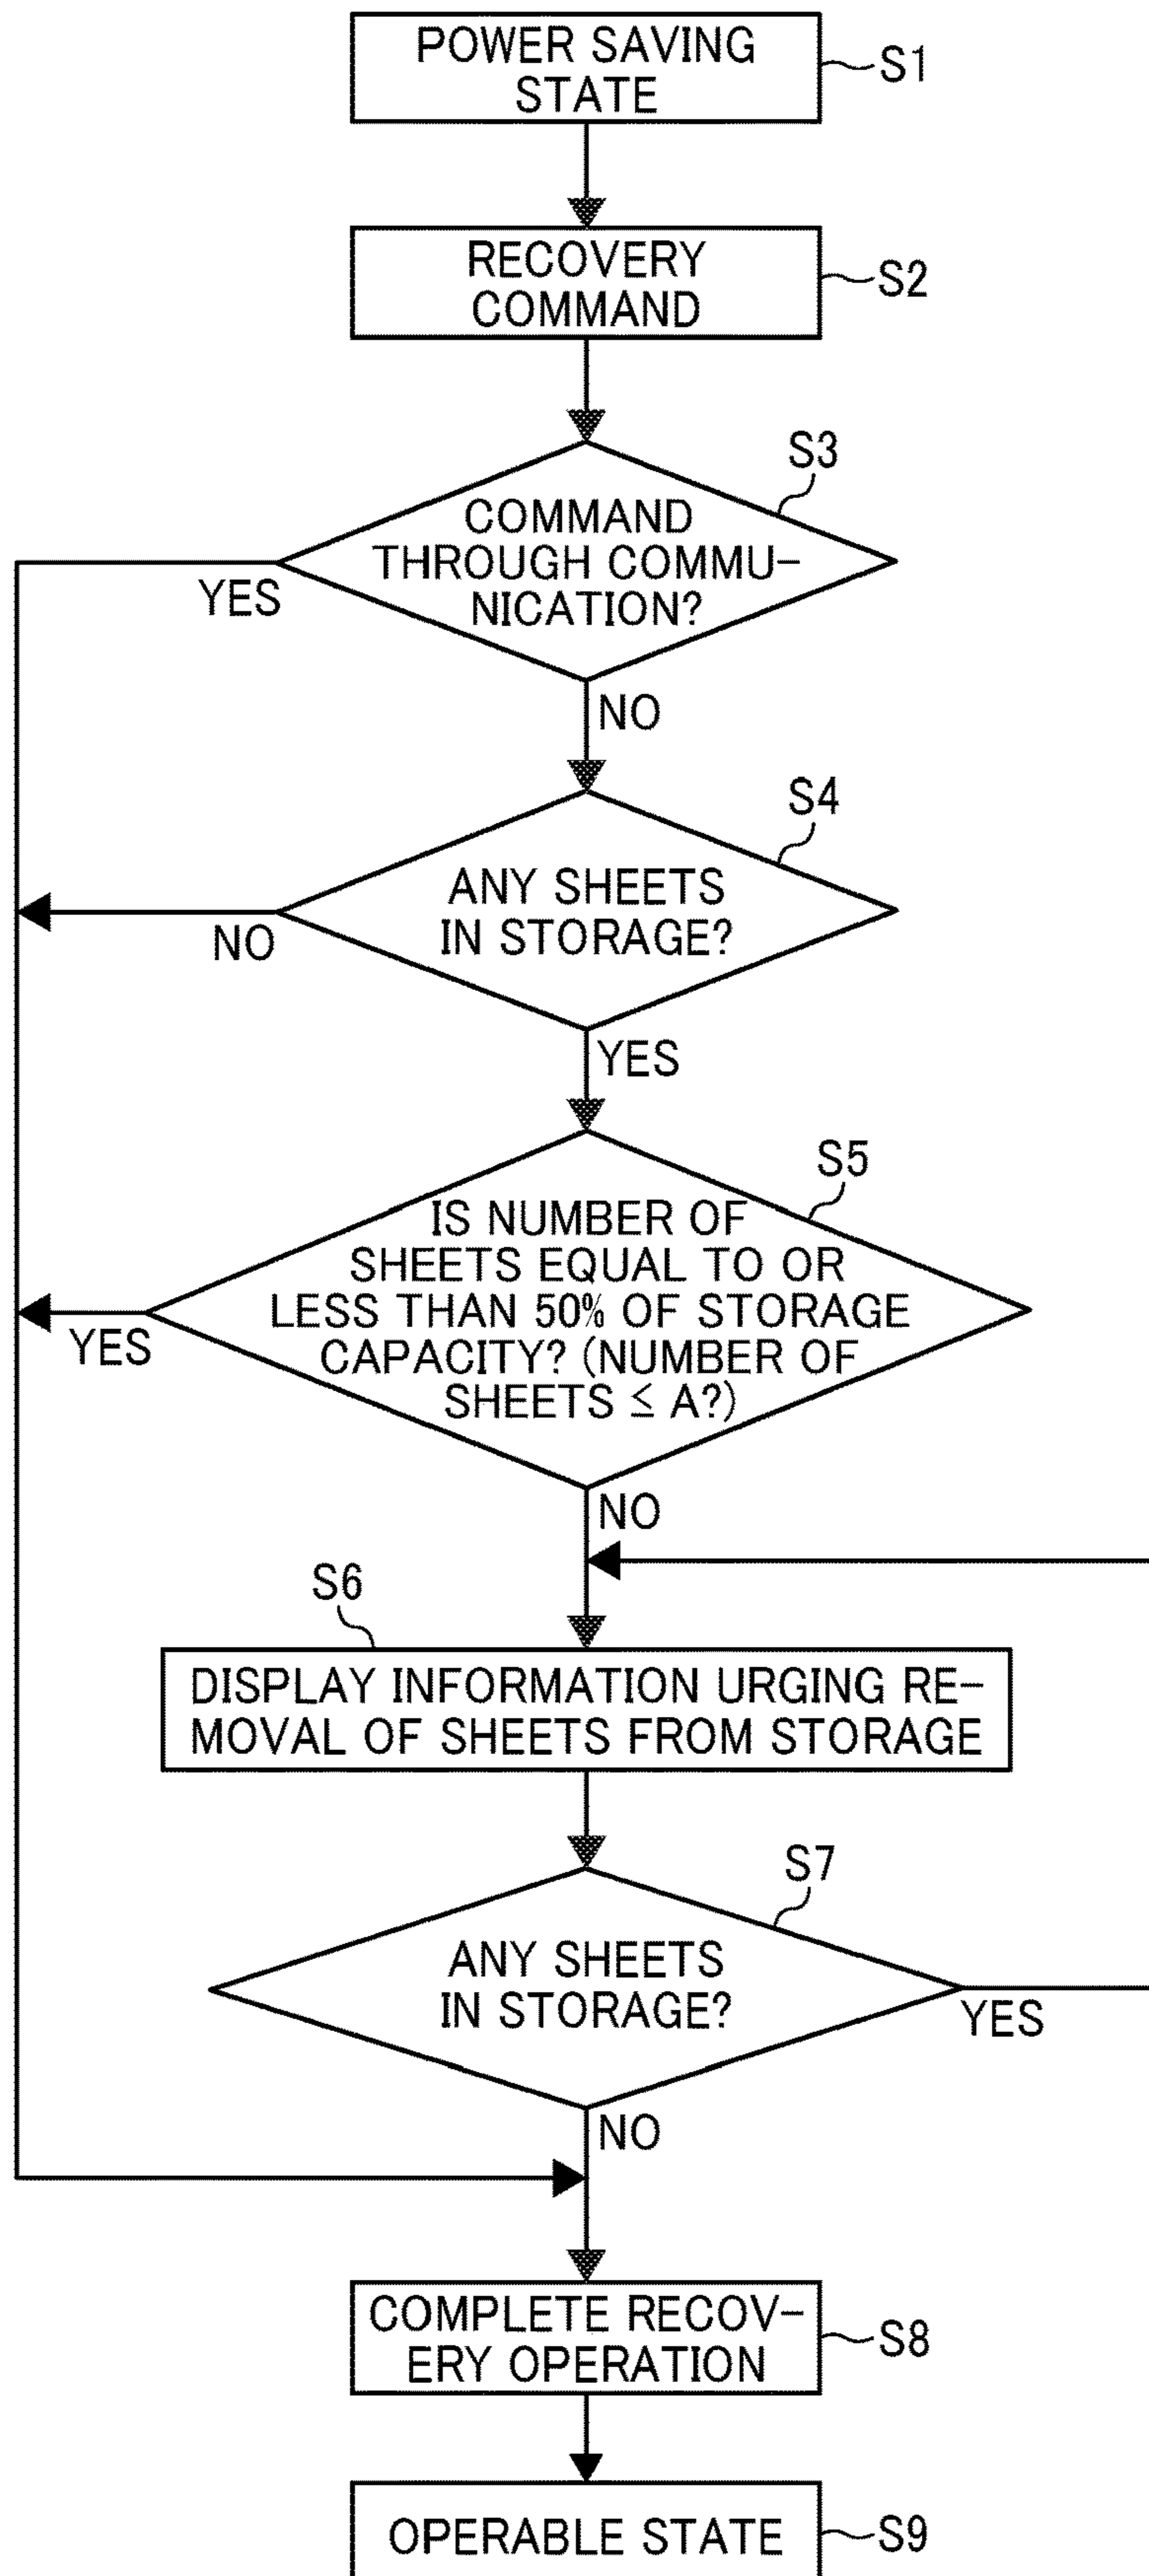 POWER SAVING
STATE
S1
RECOVERY
COMMAND
S2
S3
COMMAND
THROUGH COMMU-
NICATION?
YES
NO
S4
ANY SHEETS
IN STORAGE?
NO
YES
S5
IS NUMBER OF
SHEETS EQUAL TO OR
LESS THAN 50% OF STORAGE
CAPACITY? (NUMBER OF
SHEETS ≤ A?)
YES
NO
S6
DISPLAY INFORMATION URGING RE-
MOVAL OF SHEETS FROM STORAGE
S7
ANY SHEETS
IN STORAGE?
YES
NO
COMPLETE RECOV-
ERY OPERATION
S8
OPERABLE STATE
S9